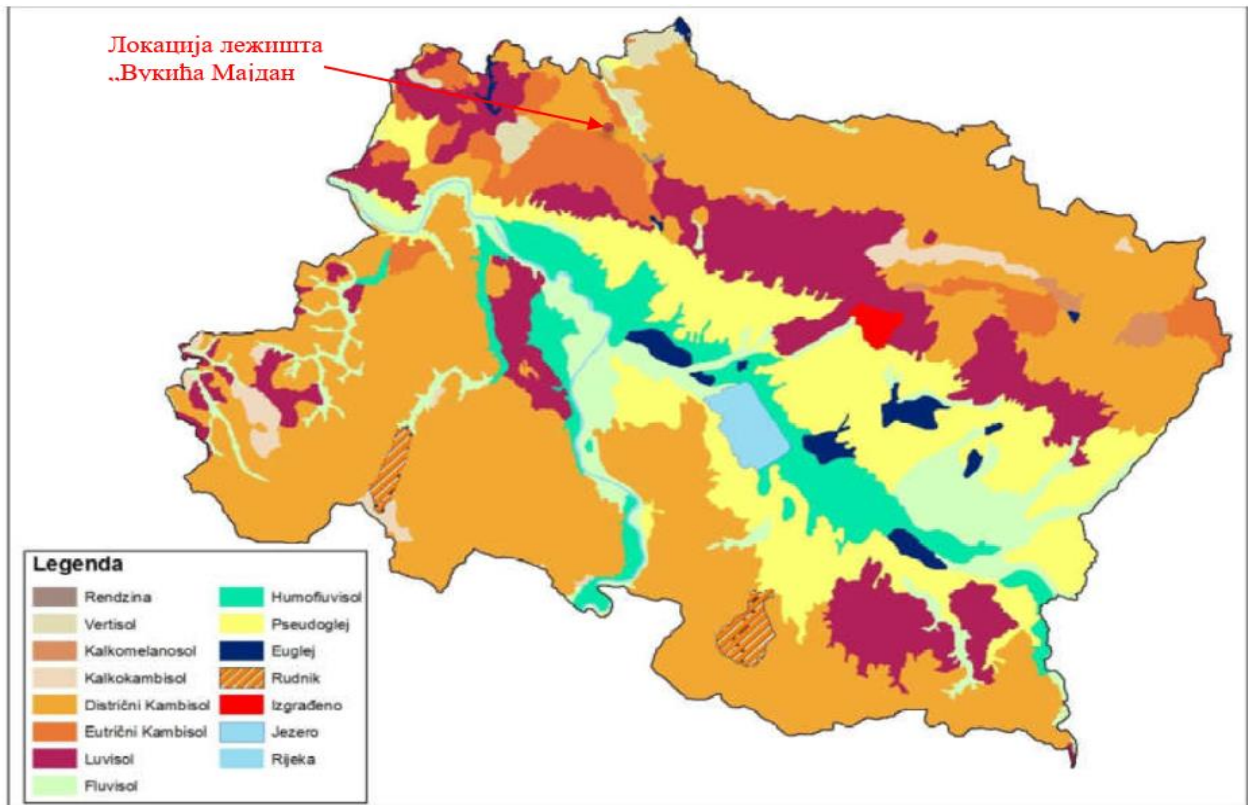 Локација лежишта
„Вукића Мајдан
Legenda
Rendzina
Vertisol
Kalkomelanosol
Kalkokambisol
Distrični Kambisol
Eutrični Kambisol
Luvisol
Fluvisol
Humofluvisol
Pseudoglej
Euglej
Rudnik
Izgrađeno
Jezero
Rijeka